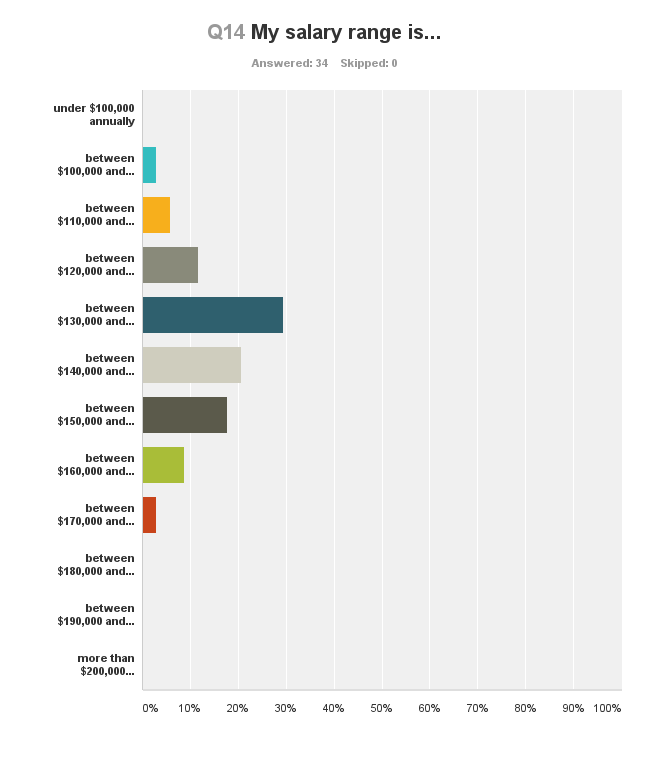 Q14 My salary range is...
Answered: 34 Skipped: 0
under $100,000
annually
between
$100,000 and...
between
$110,000 and...
between
$120,000 and...
between
$130,000 and...
between
$140,000 and...
between
$150,000 and...
between
$160,000 and...
between
$170,000 and...
between
$180,000 and...
between
$190,000 and...
more than
$200,000...
0% 10% 20% 30% 40% 50% 60% 70% 80% 90% 100%